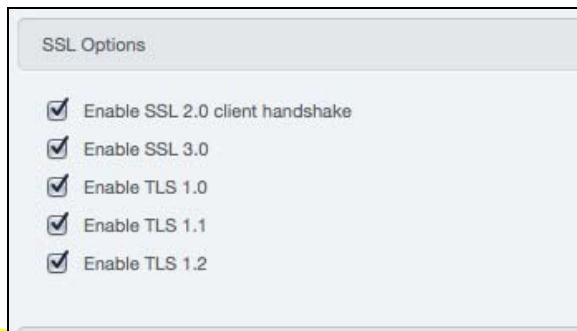 SSL Options
Enable SSL 2.0 client handshake
Enable SSL 3.0
Enable TLS 1.0
Enable TLS 1.1
Enable TLS 1.2